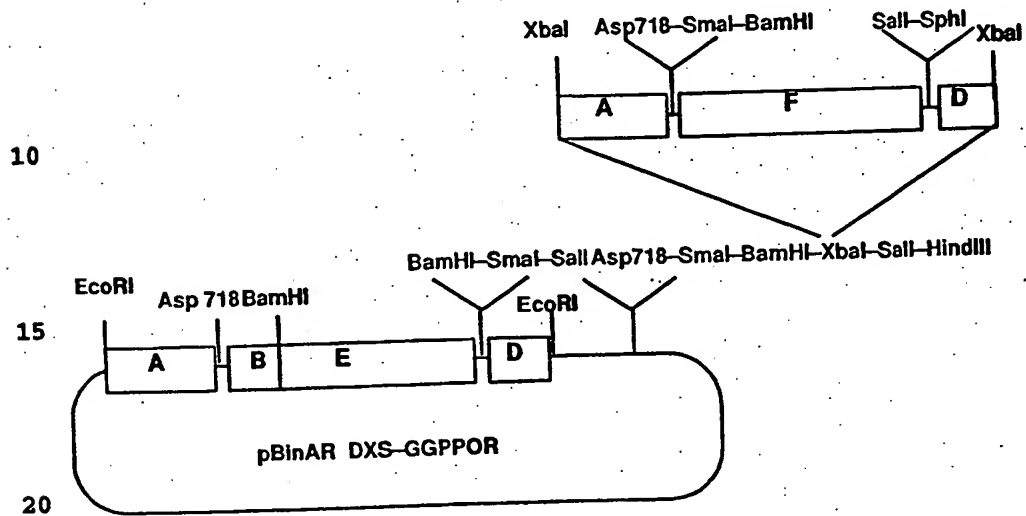 XbaI Asp718-SmaI-BamHI SalI-SphI XbaI
A F D
10
BamHI-SmaI-SalI Asp718-SmaI-BamHI-XbaI-SalI-HindIII
EcoRI Asp 718 BamHI EcoRI
15
A B E D
pBinAR DXS-GGPPOR
20